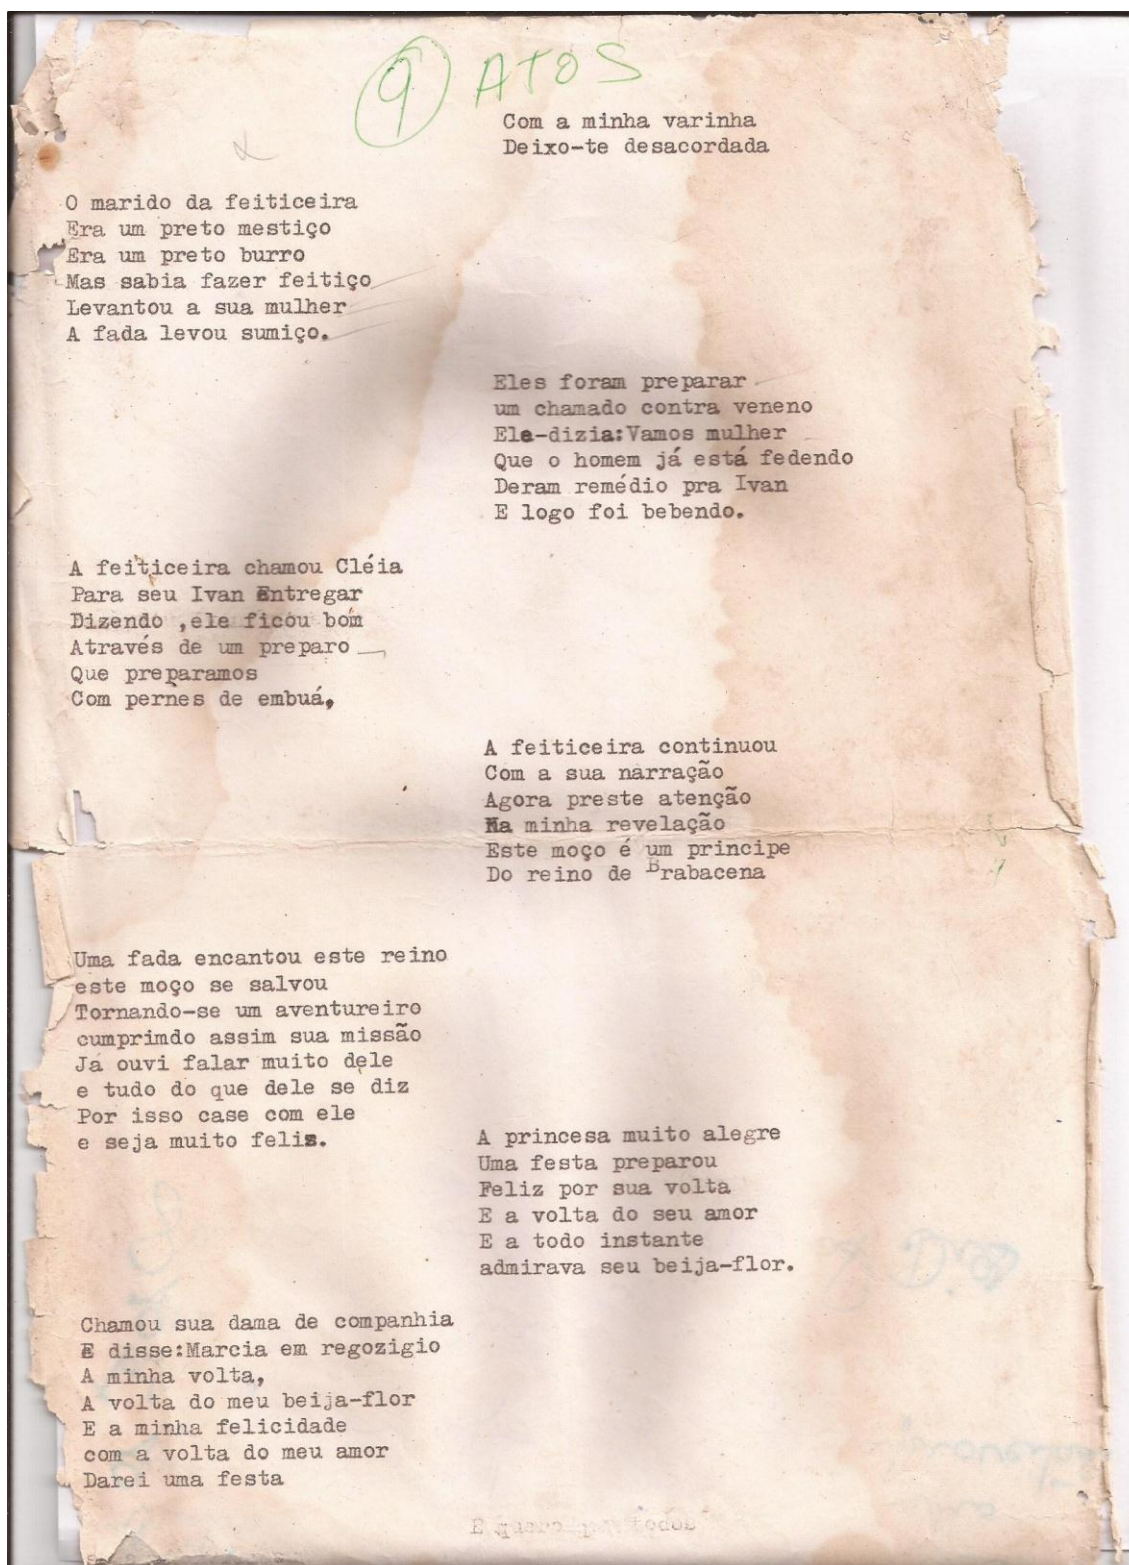 9 ATOS
Com a minha varinha
Deixo-te desacordada
O marido da feiticeira
Era um preto mestiço
Era um preto burro
Mas sabia fazer feitiço
Levantou a sua mulher
A fada levou sumiço.
Eles foram preparar
um chamado contra veneno
Ele-dizia:Vamos mulher
Que o homem já está fedendo
Deram remédio pra Ivan
E logo foi bebendo.
A feiticeira chamou Cléia
Para seu Ivan Entregar
Dizendo ,ele ficou bom
Através de um preparo
Que preparamos
Com pernes de embuá,
A feiticeira continuou
Com a sua narração
Agora preste atenção
Na minha revelação
Este moço é um principe
Do reino de Brabacena
Uma fada encantou este reino
este moço se salvou
Tornando-se um aventureiro
cumprimdo assim sua missão
Já ouvi falar muito dele
e tudo do que dele se diz
Por isso case com ele
e seja muito feliz.
A princesa muito alegre
Uma festa preparou
Feliz por sua volta
E a volta do seu amor
E a todo instante
admirava seu beija-flor.
Chamou sua dama de companhia
E disse:Marcia em regozigio
A minha volta,
A volta do meu beija-flor
E a minha felicidade
com a volta do meu amor
Darei uma festa
E quero todos